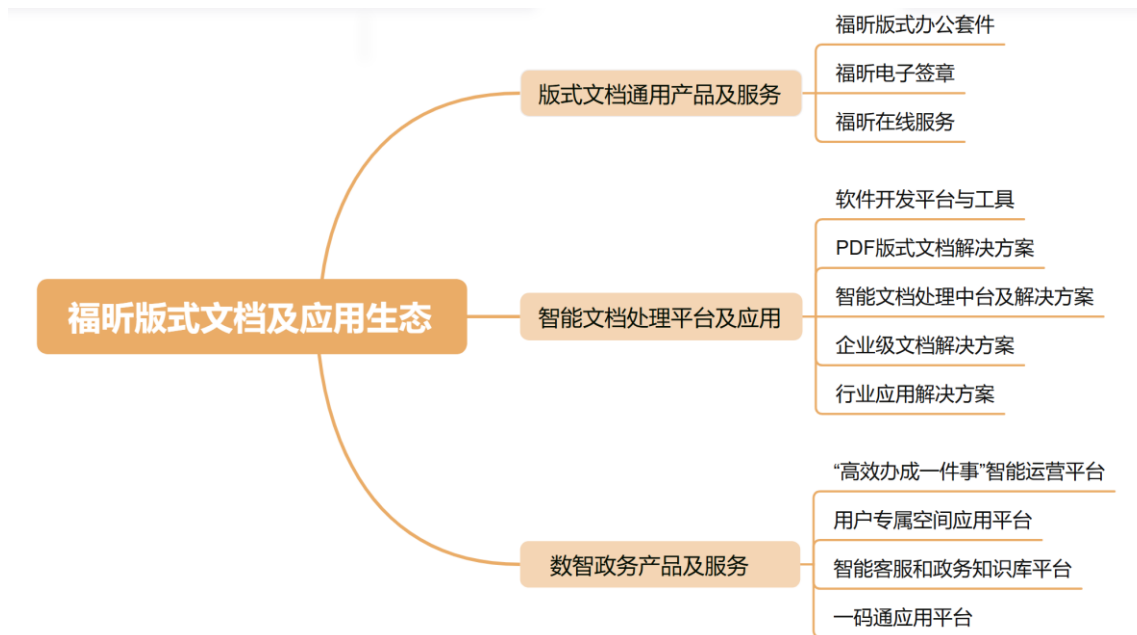 福昕版式文档及应用生态
版式文档通用产品及服务
福昕版式办公套件
福昕电子签章
福昕在线服务
智能文档处理平台及应用
软件开发平台与工具
PDF版式文档解决方案
智能文档处理中台及解决方案
企业级文档解决方案
行业应用解决方案
数智政务产品及服务
“高效办成一件事”智能运营平台
用户专属空间应用平台
智能客服和政务知识库平台
一码通应用平台